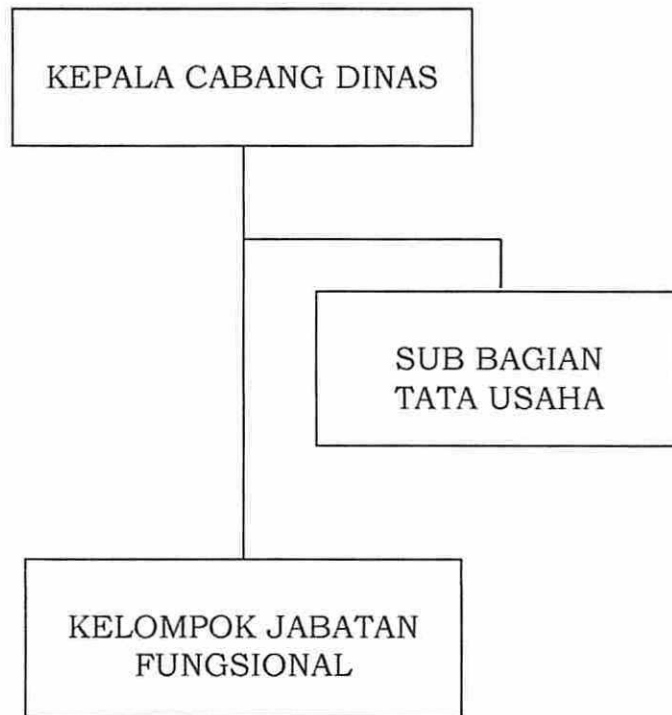 KEPALA CABANG DINAS
SUB BAGIAN
TATA USAHA
KELOMPOK JABATAN
FUNGSIONAL